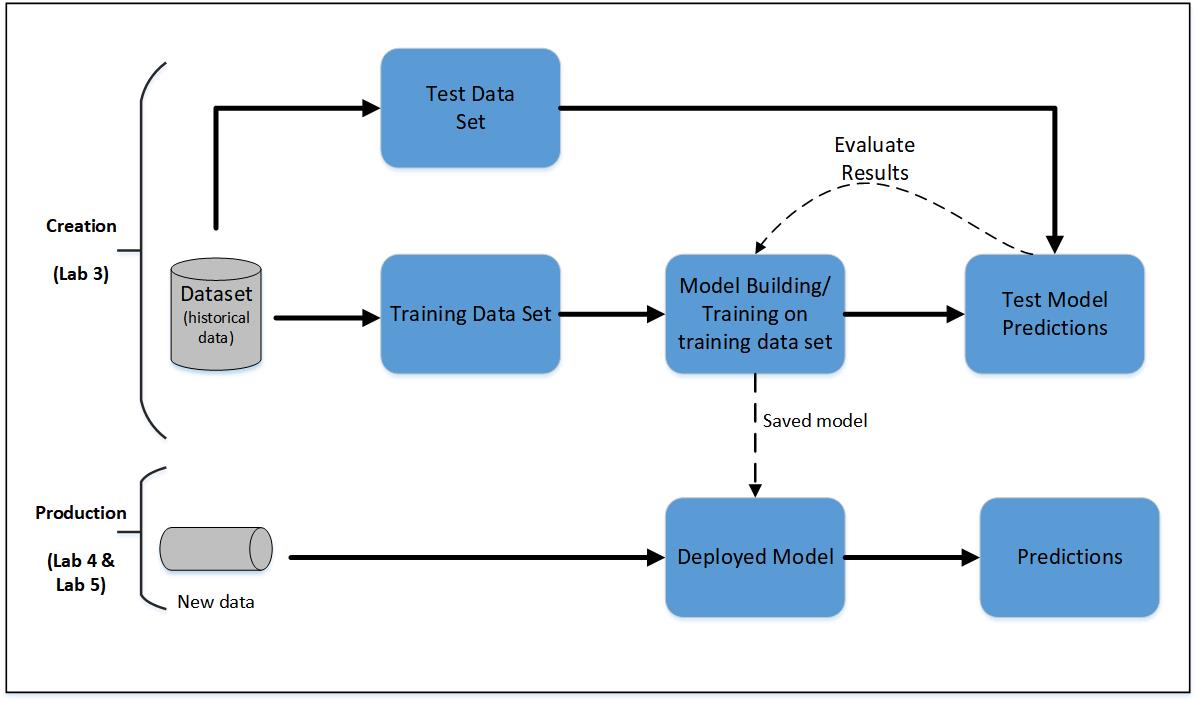 Test Data
Set
Evaluate
Results
Creation
(Lab 3)
Dataset
(historical
data)
Training Data Set
Model Building/
Training on
training data set
Test Model
Predictions
Saved model
Production
(Lab 4 &
Lab 5)
New data
Deployed Model
Predictions